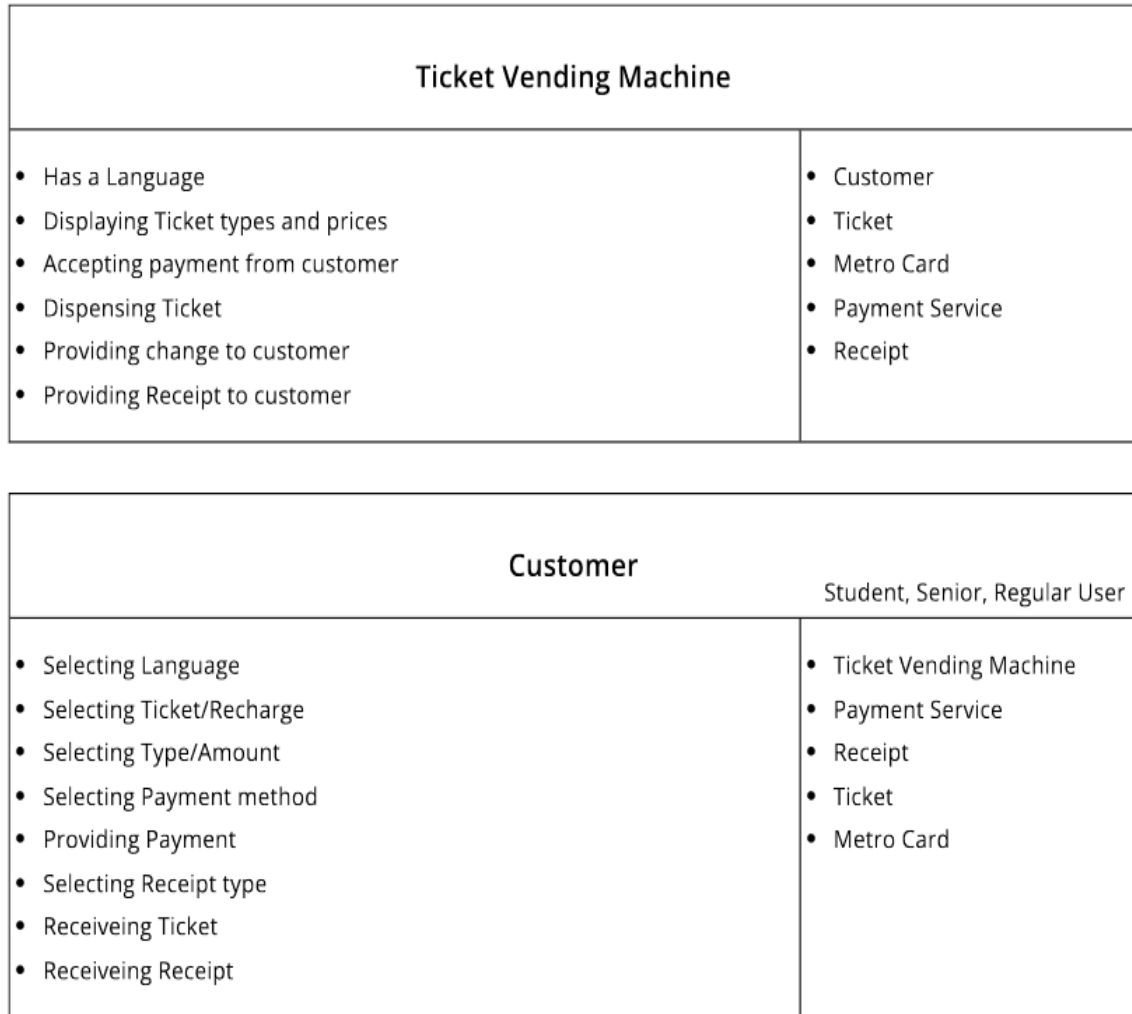 Ticket Vending Machine
• Has a Language
• Displaying Ticket types and prices
• Accepting payment from customer
• Dispensing Ticket
• Providing change to customer
• Providing Receipt to customer
• Customer
• Ticket
• Metro Card
• Payment Service
• Receipt
Customer
Student, Senior, Regular User
• Selecting Language
• Selecting Ticket/Recharge
• Selecting Type/Amount
• Selecting Payment method
• Providing Payment
• Selecting Receipt type
• Receiveing Ticket
• Receiveing Receipt
• Ticket Vending Machine
• Payment Service
• Receipt
• Ticket
• Metro Card